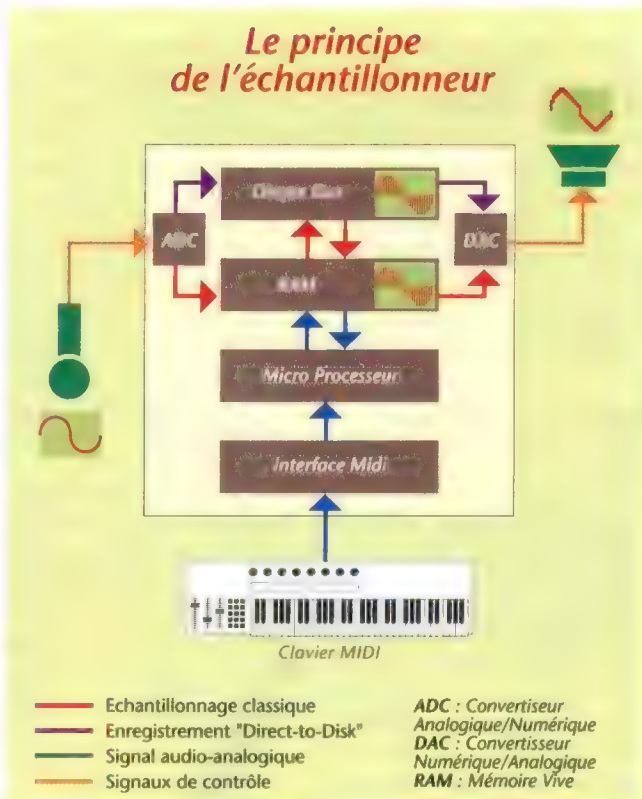 Le principe
de l'échantillonneur
ADC
DAC
RAM
Micro Processeur
Interface Midi
Clavier MIDI
Echantillonnage classique
Enregistrement "Direct-to-Disk"
Signal audio-analogique
Signaux de contrôle
ADC : Convertiseur
Analogique/Numérique
DAC : Convertisseur
Numérique/Analogique
RAM : Mémoire Vive